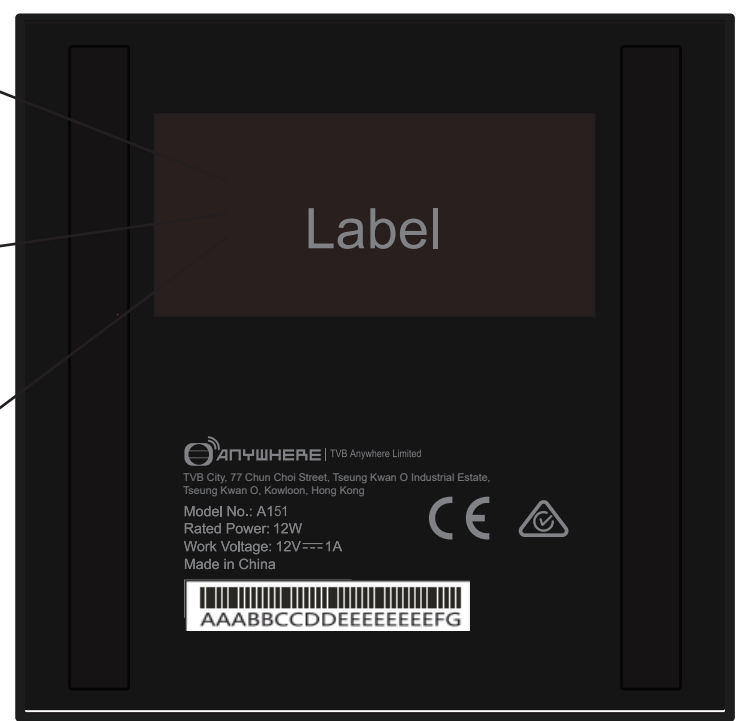 Label
ANYWHERE | TVB Anywhere Limited
TVB City, 77 Chun Choi Street, Tseung Kwan O Industrial Estate,
Tseung Kwan O, Kowloon, Hong Kong
Model No.: A151
Rated Power: 12W
Work Voltage: 12V⎓1A
Made in China
CE
AAABBCCDDEEEEEEEEFG